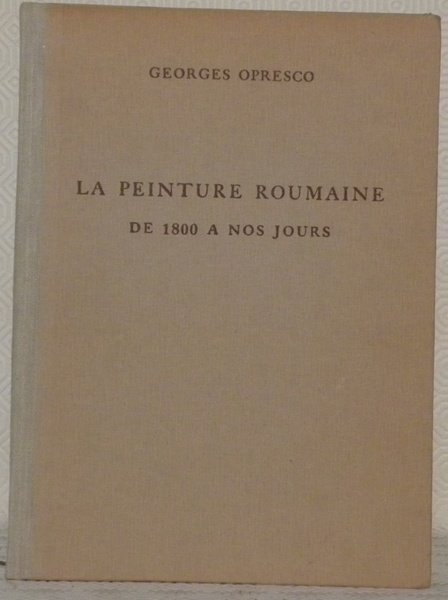 GEORGES OPRESCO
LA PEINTURE ROUMAINE
DE 1800 A NOS JOURS